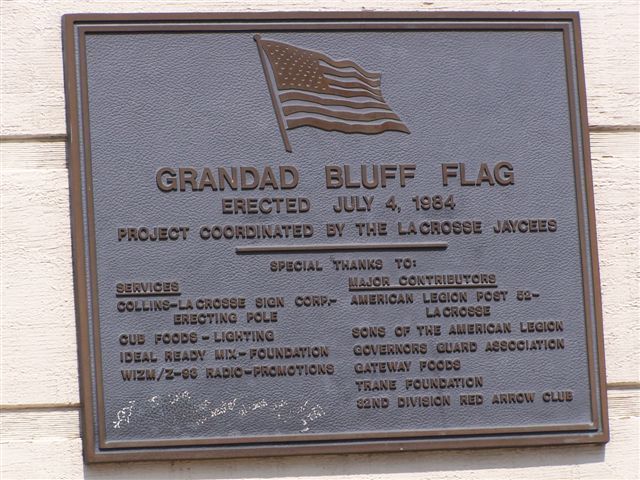 GRANDAD BLUFF FLAG
ERECTED JULY 4, 1984
PROJECT COORDINATED BY THE LACROSSE JAYCEES
SPECIAL THANKS TO:
SERVICES
COLLINS-LA CROSSE SIGN CORP.-
ERECTING POLE
CUB FOODS - LIGHTING
IDEAL READY MIX-FOUNDATION
WIZM/Z-93 RADIO-PROMOTIONS
MAJOR CONTRIBUTORS
AMERICAN LEGION POST 52-
LACROSSE
SONS OF THE AMERICAN LEGION
GOVERNORS GUARD ASSOCIATION
GATEWAY FOODS
TRANE FOUNDATION
32ND DIVISION RED ARROW CLUB